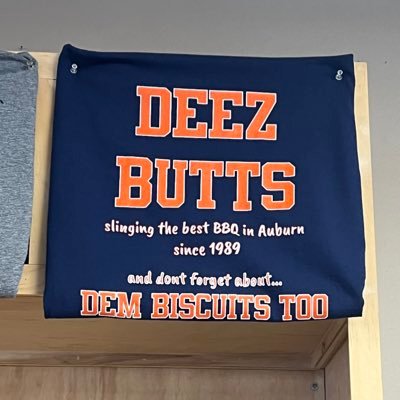 DEEZ
BUTTS
slinging the best BBQ in Auburn
since 1989
and dont forget about...
DEM BISCUITS TOO